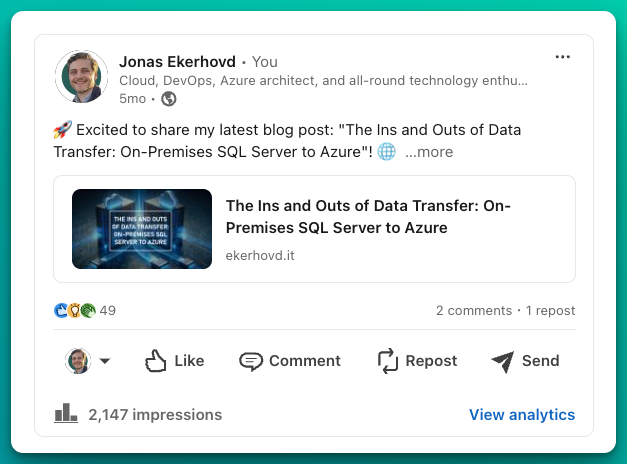 Jonas Ekerhovd • You
Cloud, DevOps, Azure architect, and all-round technology enthu...
5mo •
🚀 Excited to share my latest blog post: "The Ins and Outs of Data
Transfer: On-Premises SQL Server to Azure"! 🌐 ...more
THE INS AND OUTS
OF DATA TRANSFER:
ON-PREMISES SQL
SERVER TO AZURE
The Ins and Outs of Data Transfer: On-
Premises SQL Server to Azure
ekerhovd.it
49
2 comments • 1 repost
Like
Comment
Repost
Send
2,147 impressions
View analytics